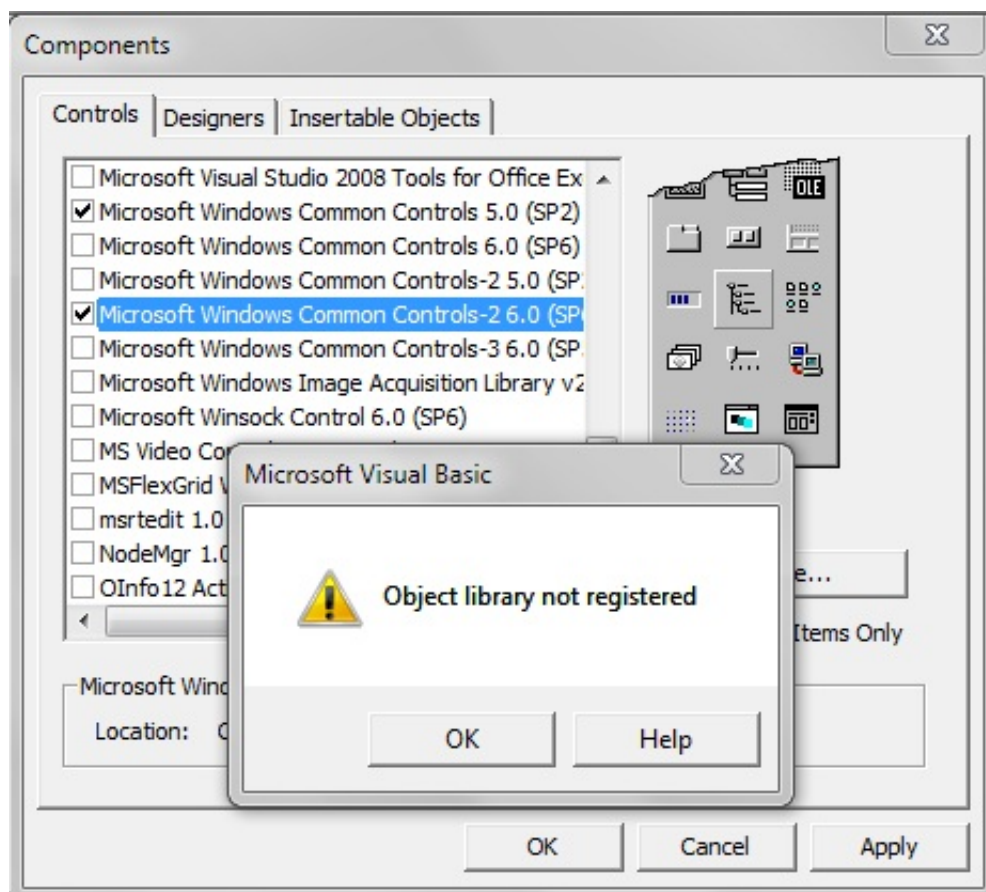 Components
Controls
Designers
Insertable Objects
Microsoft Visual Studio 2008 Tools for Office Ex
Microsoft Windows Common Controls 5.0 (SP2)
Microsoft Windows Common Controls 6.0 (SP6)
Microsoft Windows Common Controls-2 5.0 (SP
Microsoft Windows Common Controls-2 6.0 (SP
Microsoft Windows Common Controls-3 6.0 (SP
Microsoft Windows Image Acquisition Library v2
Microsoft Winsock Control 6.0 (SP6)
MS Video Co
MSFlexGrid
msrtedit 1.0
NodeMgr 1.0
OInfo12 Act
OLE
Microsoft Visual Basic
Object library not registered
OK
Help
e...
Items Only
Microsoft Wind
Location:
OK
Cancel
Apply